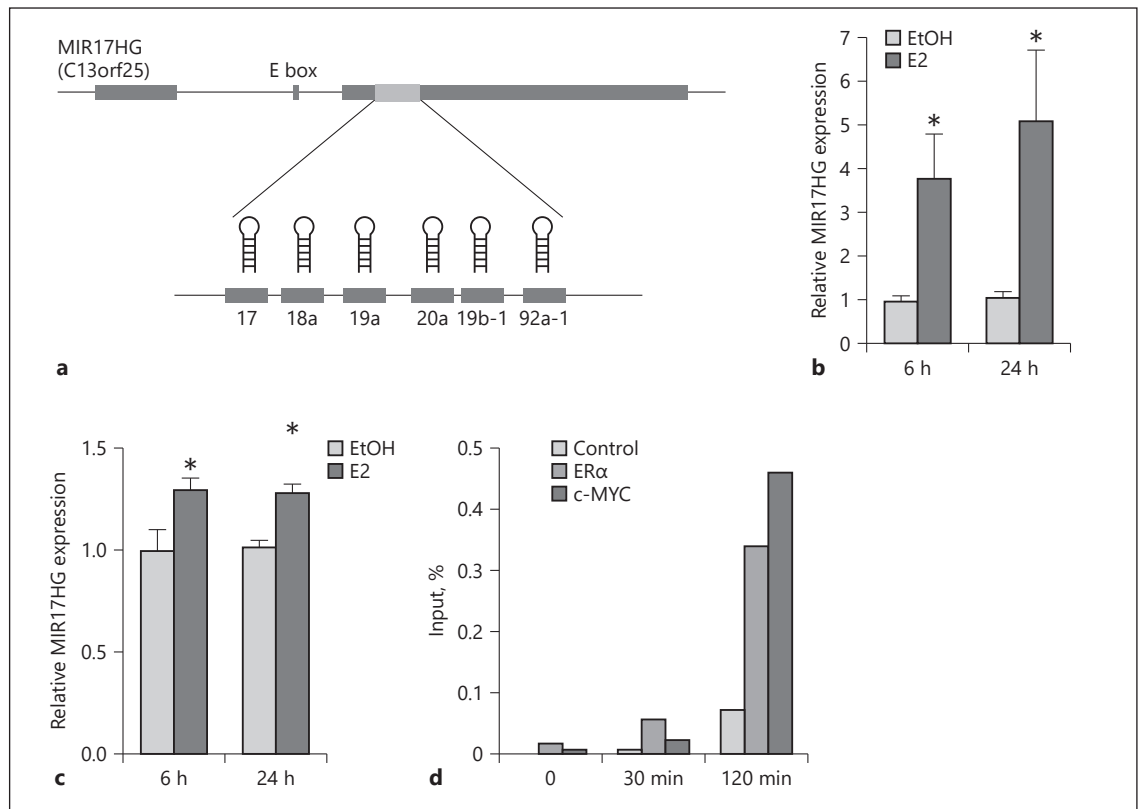 MIR17HG
(C13orf25)
E box
17 18a 19a 20a 19b-1 92a-1
a
Relative MIR17HG expression
7
6
5
4
3
2
1
0
EtOH
E2
*
*
6 h 24 h
b
Relative MIR17HG expression
1.5
1.0
0.5
0.0
EtOH
E2
*
*
6 h 24 h
c
Input, %
0.5
0.4
0.3
0.2
0.1
0
Control
ERα
c-MYC
0 30 min 120 min
d